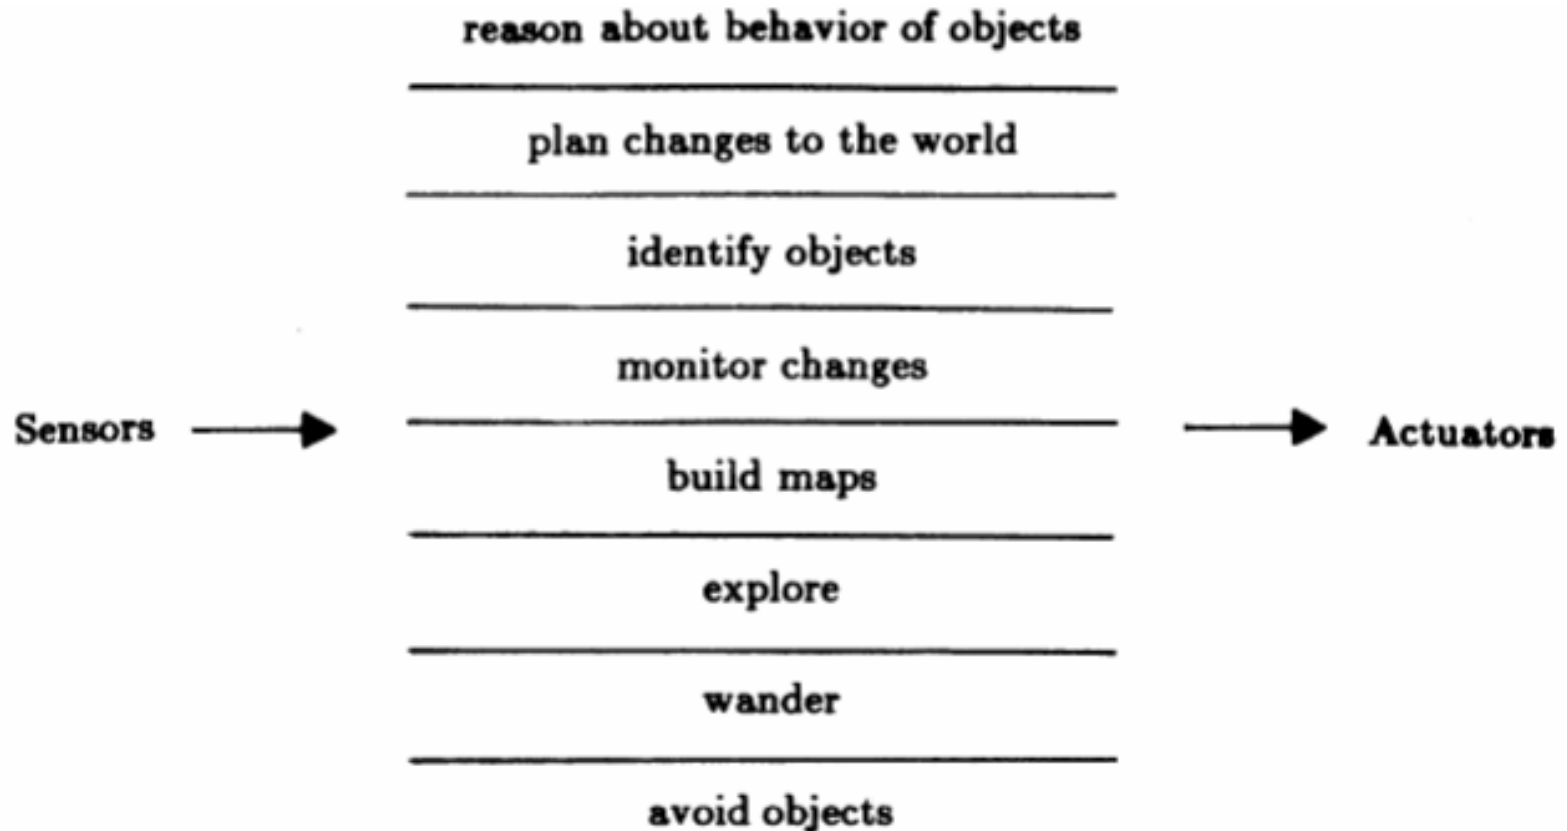 reason about behavior of objects
plan changes to the world
identify objects
monitor changes
Sensors
Actuators
build maps
explore
wander
avoid objects